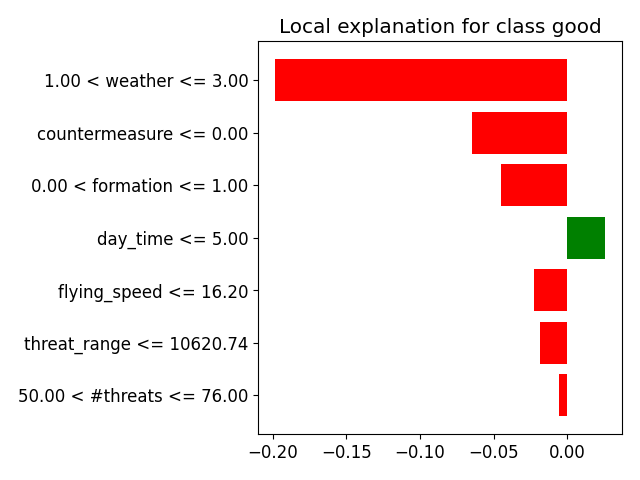 Local explanation for class good
1.00 < weather <= 3.00
countermeasure <= 0.00
0.00 < formation <= 1.00
day_time <= 5.00
flying_speed <= 16.20
threat_range <= 10620.74
50.00 < #threats <= 76.00
−0.20 −0.15 −0.10 −0.05 0.00